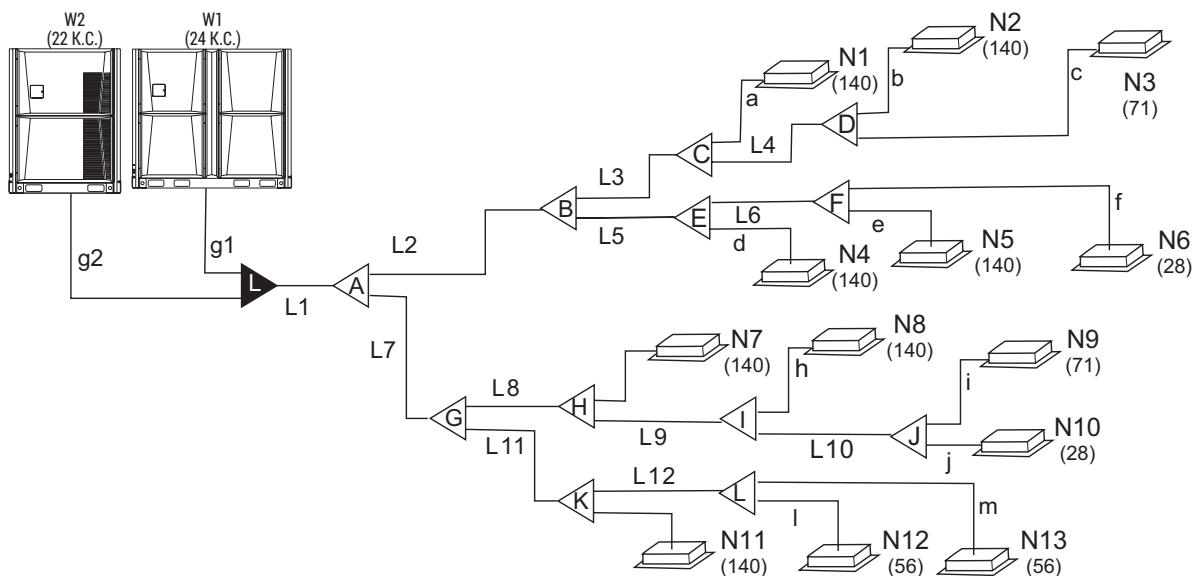 W2
(22 K.C.)
W1
(24 K.C.)
N1
(140)
N2
(140)
N3
(71)
a
b
c
C
D
L4
L3
B
L5
E
L6
F
f
e
d
N4
(140)
N5
(140)
N6
(28)
L2
g1
g2
L
L1
A
L7
N7
(140)
N8
(140)
N9
(71)
h
i
L8
H
I
G
L9
L10
J
j
N10
(28)
L11
L12
K
L
l
m
N11
(140)
N12
(56)
N13
(56)